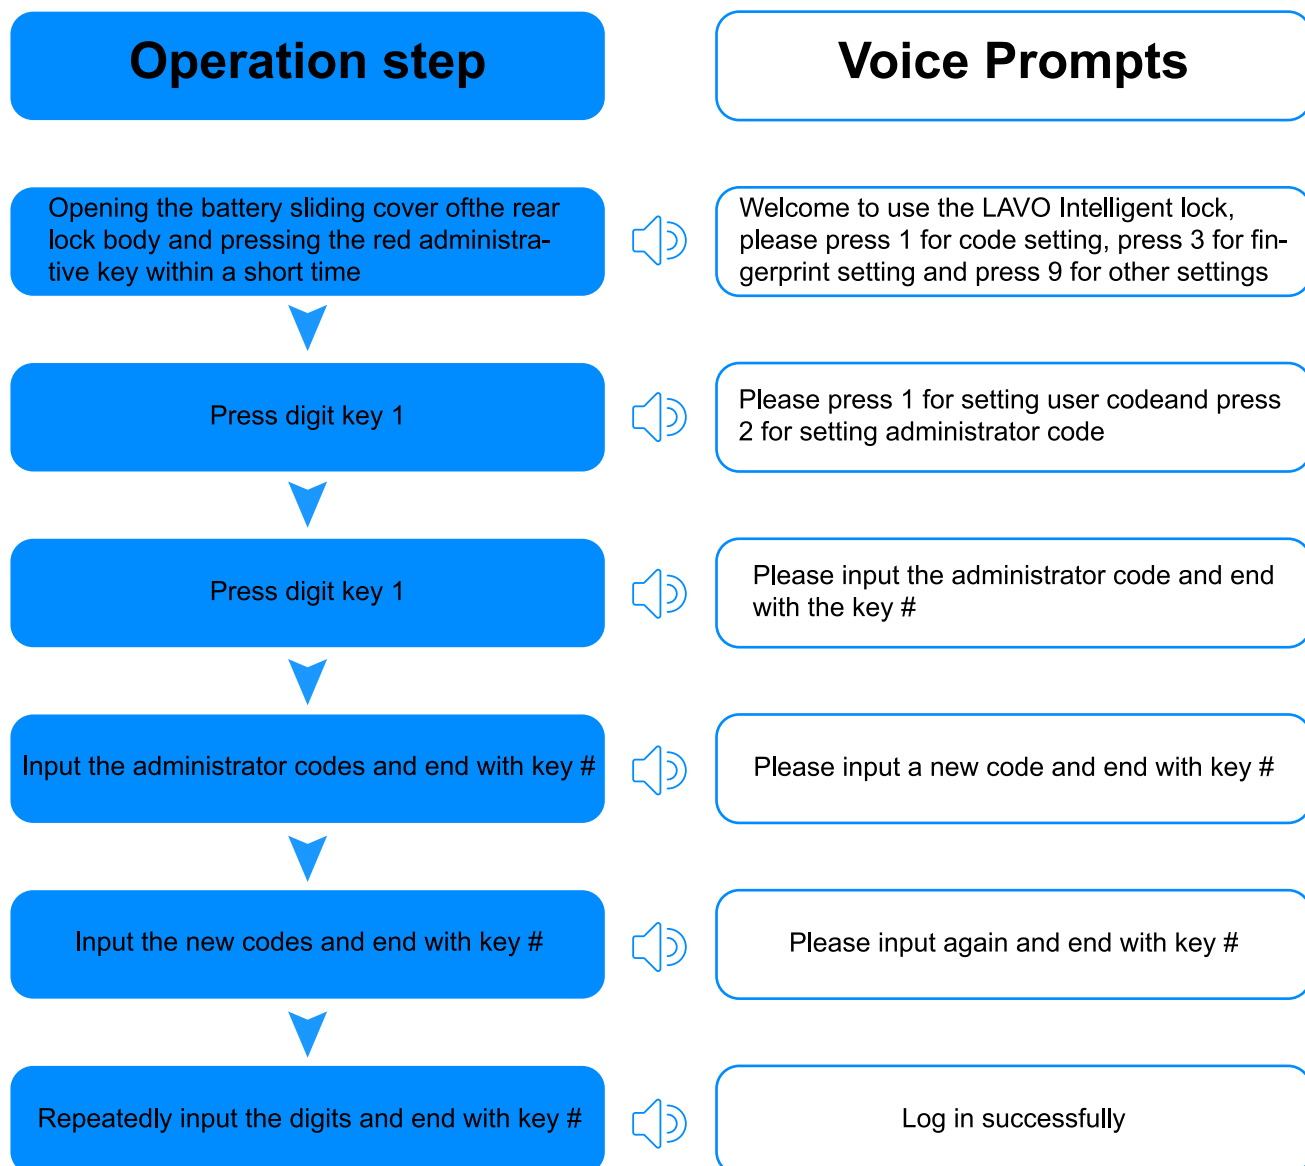 Operation step
Voice Prompts
Opening the battery sliding cover ofthe rear
lock body and pressing the red administra-
tive key within a short time
Welcome to use the LAVO Intelligent lock,
please press 1 for code setting, press 3 for fin-
gerprint setting and press 9 for other settings
Press digit key 1
Please press 1 for setting user codeand press
2 for setting administrator code
Press digit key 1
Please input the administrator code and end
with the key #
Input the administrator codes and end with key #
Please input a new code and end with key #
Input the new codes and end with key #
Please input again and end with key #
Repeatedly input the digits and end with key #
Log in successfully